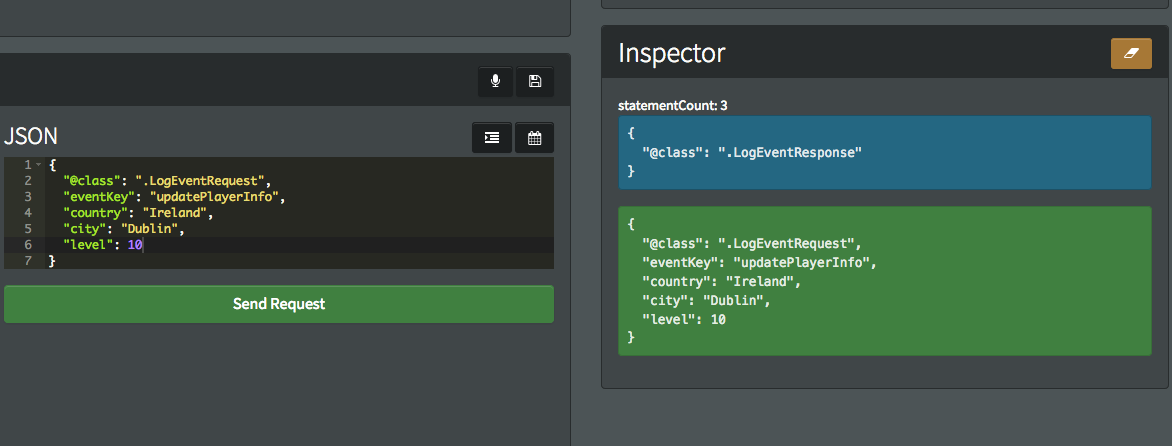 JSON
1 {
2 "@class": ".LogEventRequest",
3 "eventKey": "updatePlayerInfo",
4 "country": "Ireland",
5 "city": "Dublin",
6 "level": 10
7 }
Send Request
Inspector
statementCount: 3
{
"@class": ".LogEventResponse"
}
{
"@class": ".LogEventRequest",
"eventKey": "updatePlayerInfo",
"country": "Ireland",
"city": "Dublin",
"level": 10
}